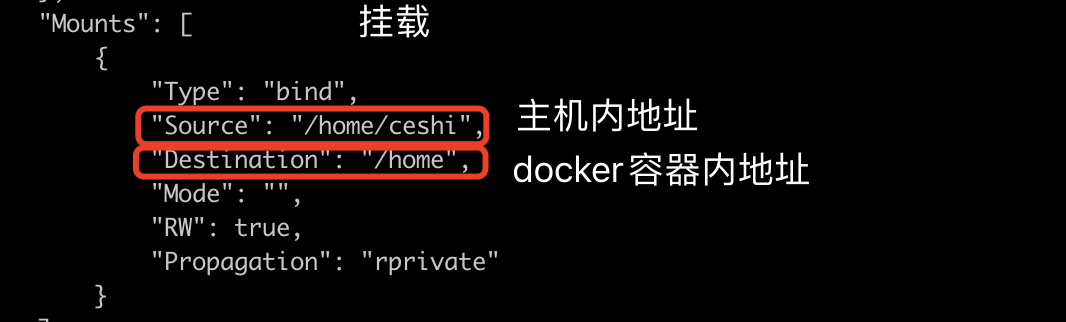 "Mounts": [ 挂载
{
"Type": "bind",
"Source": "/home/ceshi", 主机内地址
"Destination": "/home", docker容器内地址
"Mode": "",
"RW": true,
"Propagation": "rprivate"
}